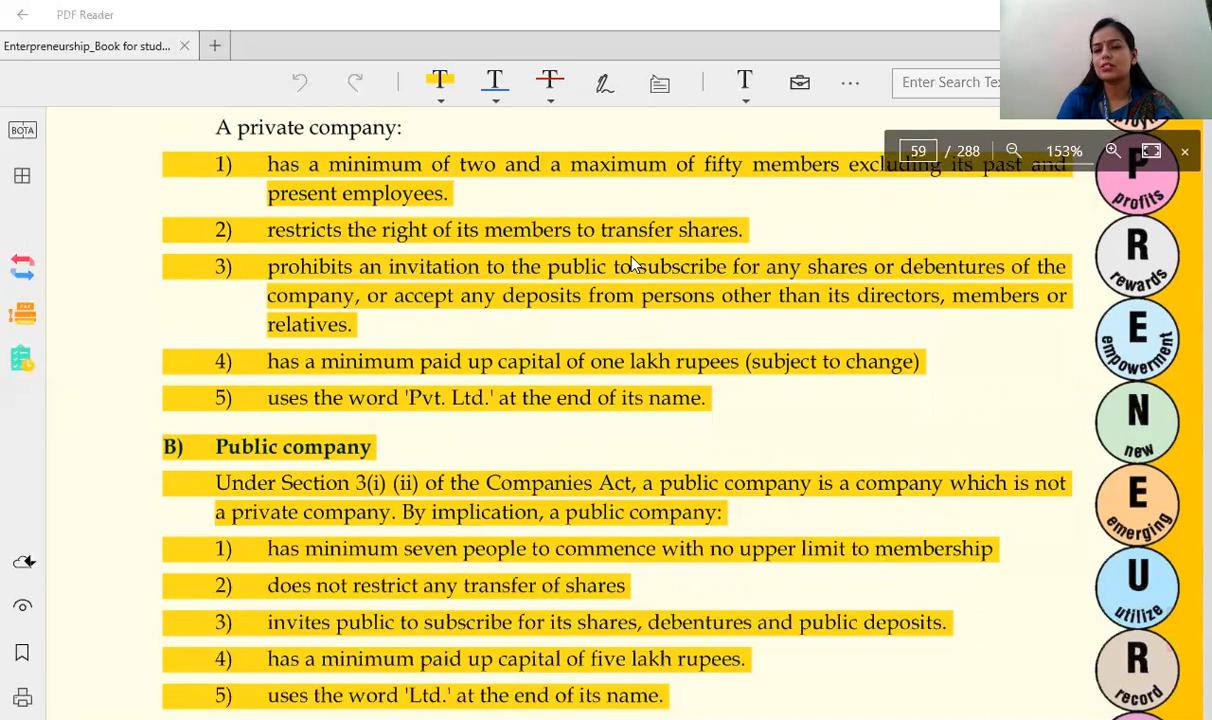 PDF Reader
Enterpreneurship_Book for stud...
T T T T ... Enter Search Tex
BOTA
59 / 288 153%
A private company:
1) has a minimum of two and a maximum of fifty members excluding its past and
present employees.
2) restricts the right of its members to transfer shares.
3) prohibits an invitation to the public to subscribe for any shares or debentures of the
company, or accept any deposits from persons other than its directors, members or
relatives.
4) has a minimum paid up capital of one lakh rupees (subject to change)
5) uses the word 'Pvt. Ltd.' at the end of its name.
B) Public company
Under Section 3(i) (ii) of the Companies Act, a public company is a company which is not
a private company. By implication, a public company:
1) has minimum seven people to commence with no upper limit to membership
2) does not restrict any transfer of shares
3) invites public to subscribe for its shares, debentures and public deposits.
4) has a minimum paid up capital of five lakh rupees.
5) uses the word 'Ltd.' at the end of its name.
P
profits
R
rewards
E
empowerment
N
new
E
emerging
U
utilize
R
record